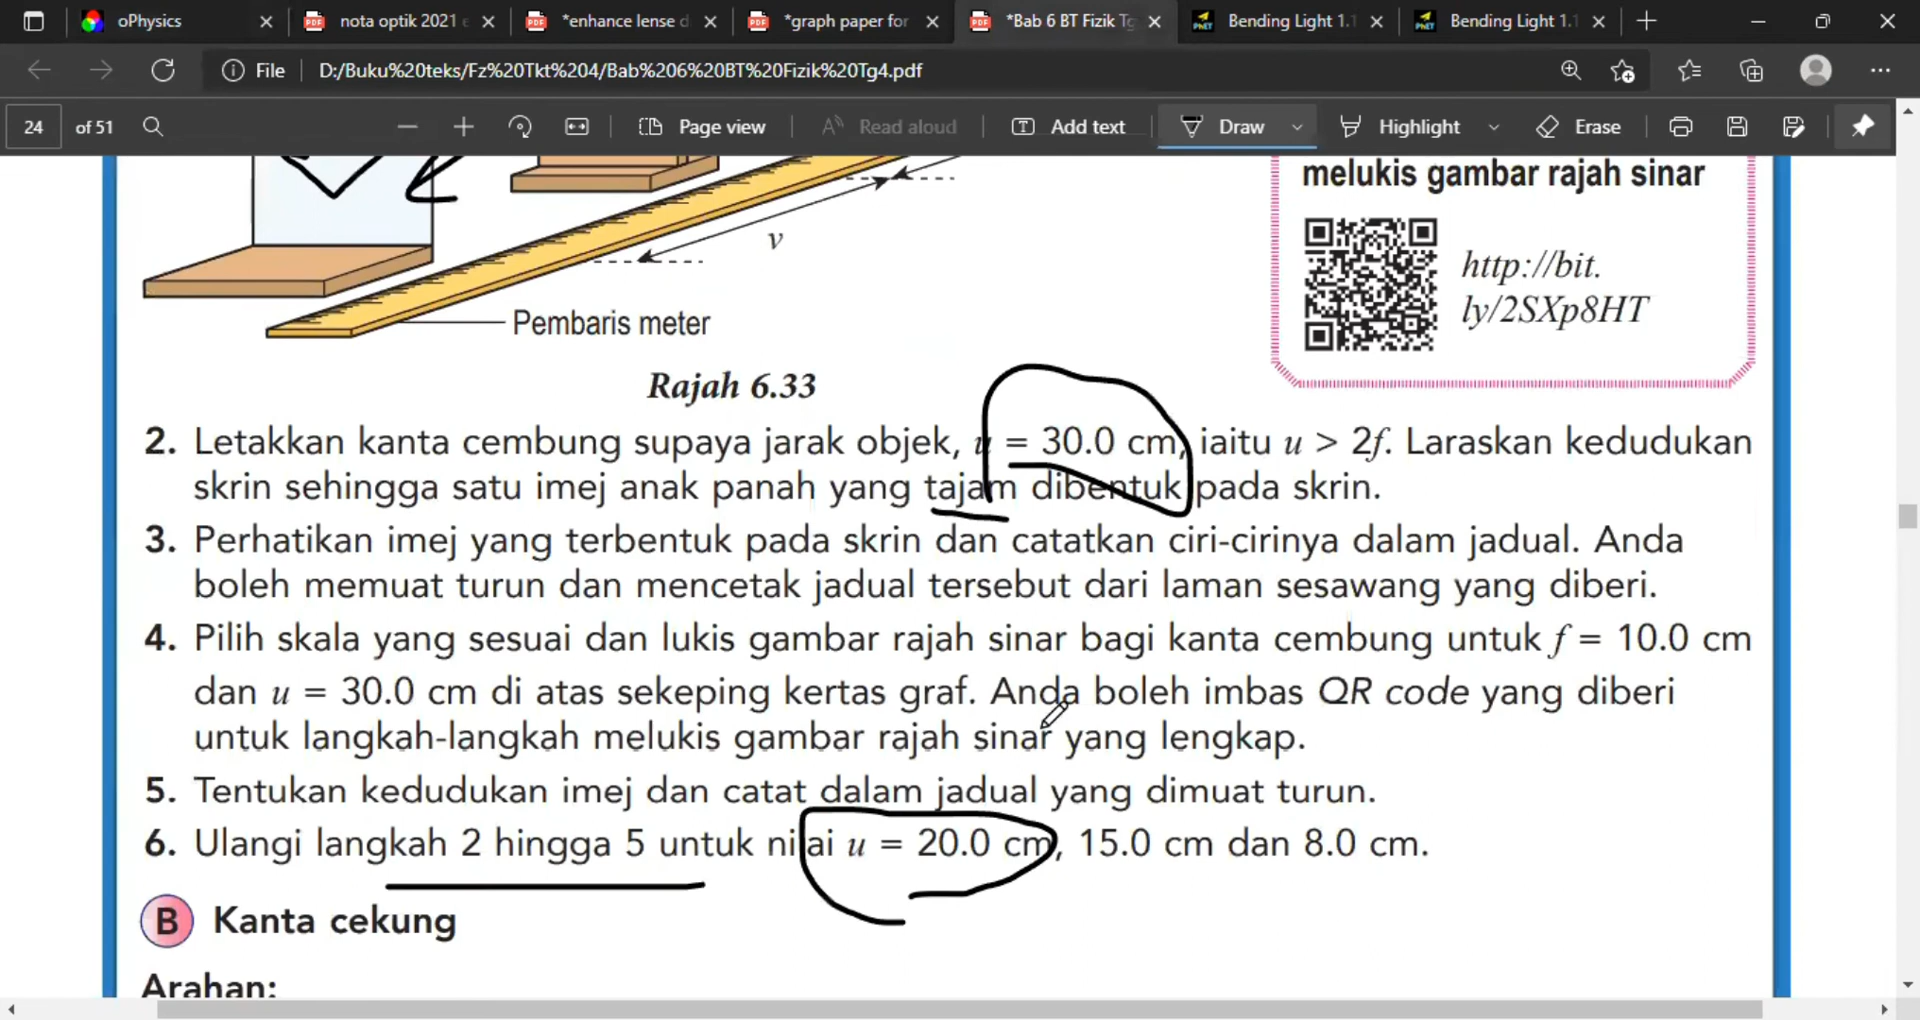 oPhysics
nota optik 2021
*enhance lense d
*graph paper for
*Bab 6 BT Fizik Tg
Bending Light 1.1
Bending Light 1.1
File
D:/Buku%20teks/Fz%20Tkt%204/Bab%206%20BT%20Fizik%20Tg4.pdf
24
of 51
Page view
Read aloud
Add text
Draw
Highlight
Erase
melukis gambar rajah sinar
http://bit.
ly/2SXp8HT
v
Pembaris meter
Rajah 6.33
2. Letakkan kanta cembung supaya jarak objek, u = 30.0 cm, iaitu u > 2f. Laraskan kedudukan
skrin sehingga satu imej anak panah yang tajam dibentuk pada skrin.
3. Perhatikan imej yang terbentuk pada skrin dan catatkan ciri-cirinya dalam jadual. Anda
boleh memuat turun dan mencetak jadual tersebut dari laman sesawang yang diberi.
4. Pilih skala yang sesuai dan lukis gambar rajah sinar bagi kanta cembung untuk f = 10.0 cm
dan u = 30.0 cm di atas sekeping kertas graf. Anda boleh imbas QR code yang diberi
untuk langkah-langkah melukis gambar rajah sinar yang lengkap.
5. Tentukan kedudukan imej dan catat dalam jadual yang dimuat turun.
6. Ulangi langkah 2 hingga 5 untuk nilai u = 20.0 cm, 15.0 cm dan 8.0 cm.
B Kanta cekung
Arahan: